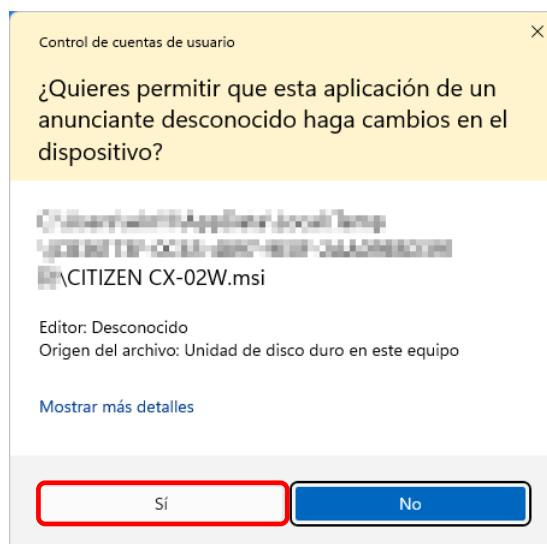 Control de cuentas de usuario
¿Quieres permitir que esta aplicación de un
anunciante desconocido haga cambios en el
dispositivo?
\CITIZEN CX-02W.msi
Editor: Desconocido
Origen del archivo: Unidad de disco duro en este equipo
Mostrar más detalles
Sí
No